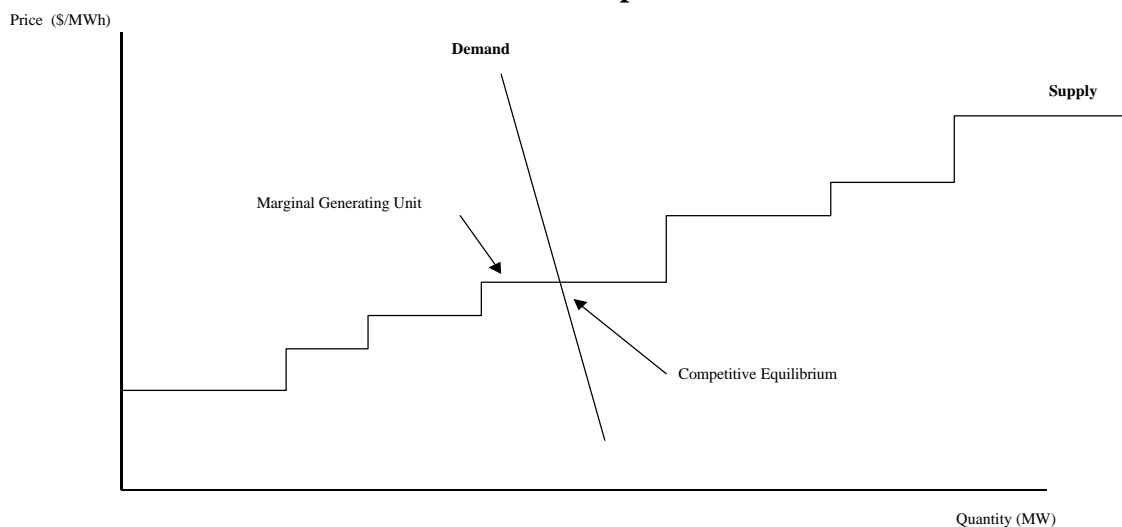 Price ($/MWh)
Demand
Supply
Marginal Generating Unit
Competitive Equilibrium
Quantity (MW)